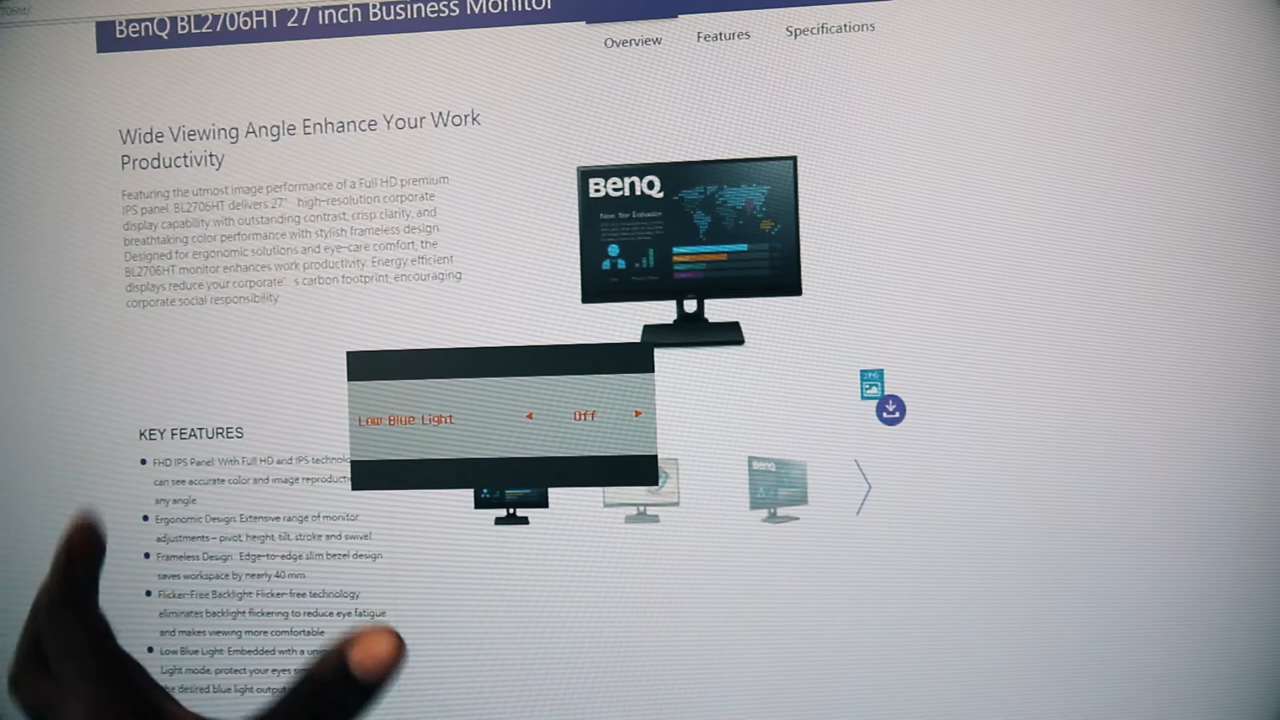 BenQ BL2706HT 27 inch Business Monitor
Overview
Features
Specifications
Wide Viewing Angle Enhance Your Work
Productivity
Featuring the utmost image performance of a Full HD premium
IPS panel. BL2706HT delivers 27" high-resolution corporate
display capability with outstanding contrast, crisp clarity, and
breathtaking color performance with stylish frameless design.
Designed for ergonomic solutions and eye-care comfort, the
BL2706HT monitor enhances work productivity. Energy efficient
displays reduce your corporate's carbon footprint, encouraging
corporate social responsibility
BenQ
Low Blue Light
Off
KEY FEATURES
FHD IPS Panel: With Full HD and IPS
can see accurate color and image
any angle
Ergonomic Design: Extensive range of monitor
adjustments – pivot, height, tilt, stroke and swivel
Frameless Design: Edge-to-edge slim bezel design
saves workspace by nearly 40 mm
Flicker-Free Backlight: Flicker-free technology
eliminates backlight flickering to reduce eye fatigue
and makes viewing more comfortable
Low Blue Light: Embedded with a
Light mode, protect your eyes
the desired blue light
BenQ